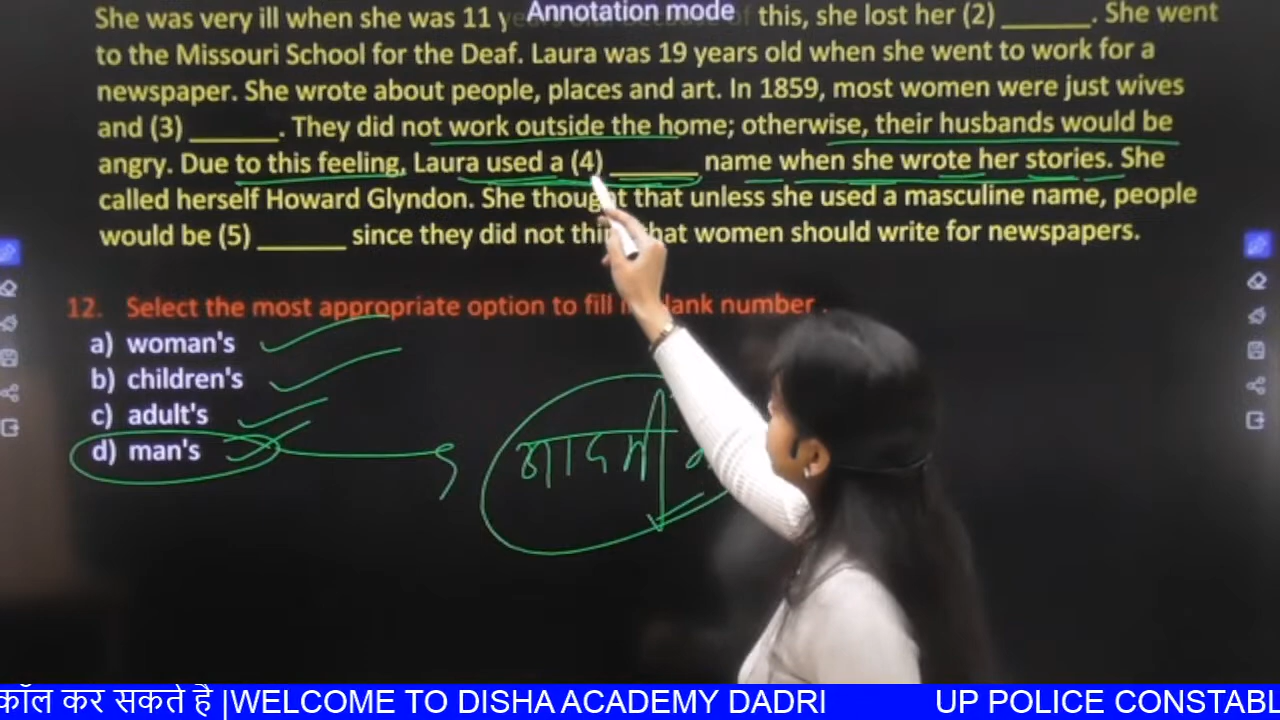 Annotation mode
She was very ill when she was 11 y of this, she lost her (2) ______. She went
to the Missouri School for the Deaf. Laura was 19 years old when she went to work for a
newspaper. She wrote about people, places and art. In 1859, most women were just wives
and (3) ______. They did not work outside the home; otherwise, their husbands would be
angry. Due to this feeling, Laura used a (4) ______ name when she wrote her stories. She
called herself Howard Glyndon. She thought that unless she used a masculine name, people
would be (5) ______ since they did not thin that women should write for newspapers.
12. Select the most appropriate option to fill in blank number .
a) woman's
b) children's
c) adult's
d) man's
आदमी
कॉल कर सकते है |WELCOME TO DISHA ACADEMY DADRI UP POLICE CONSTABL